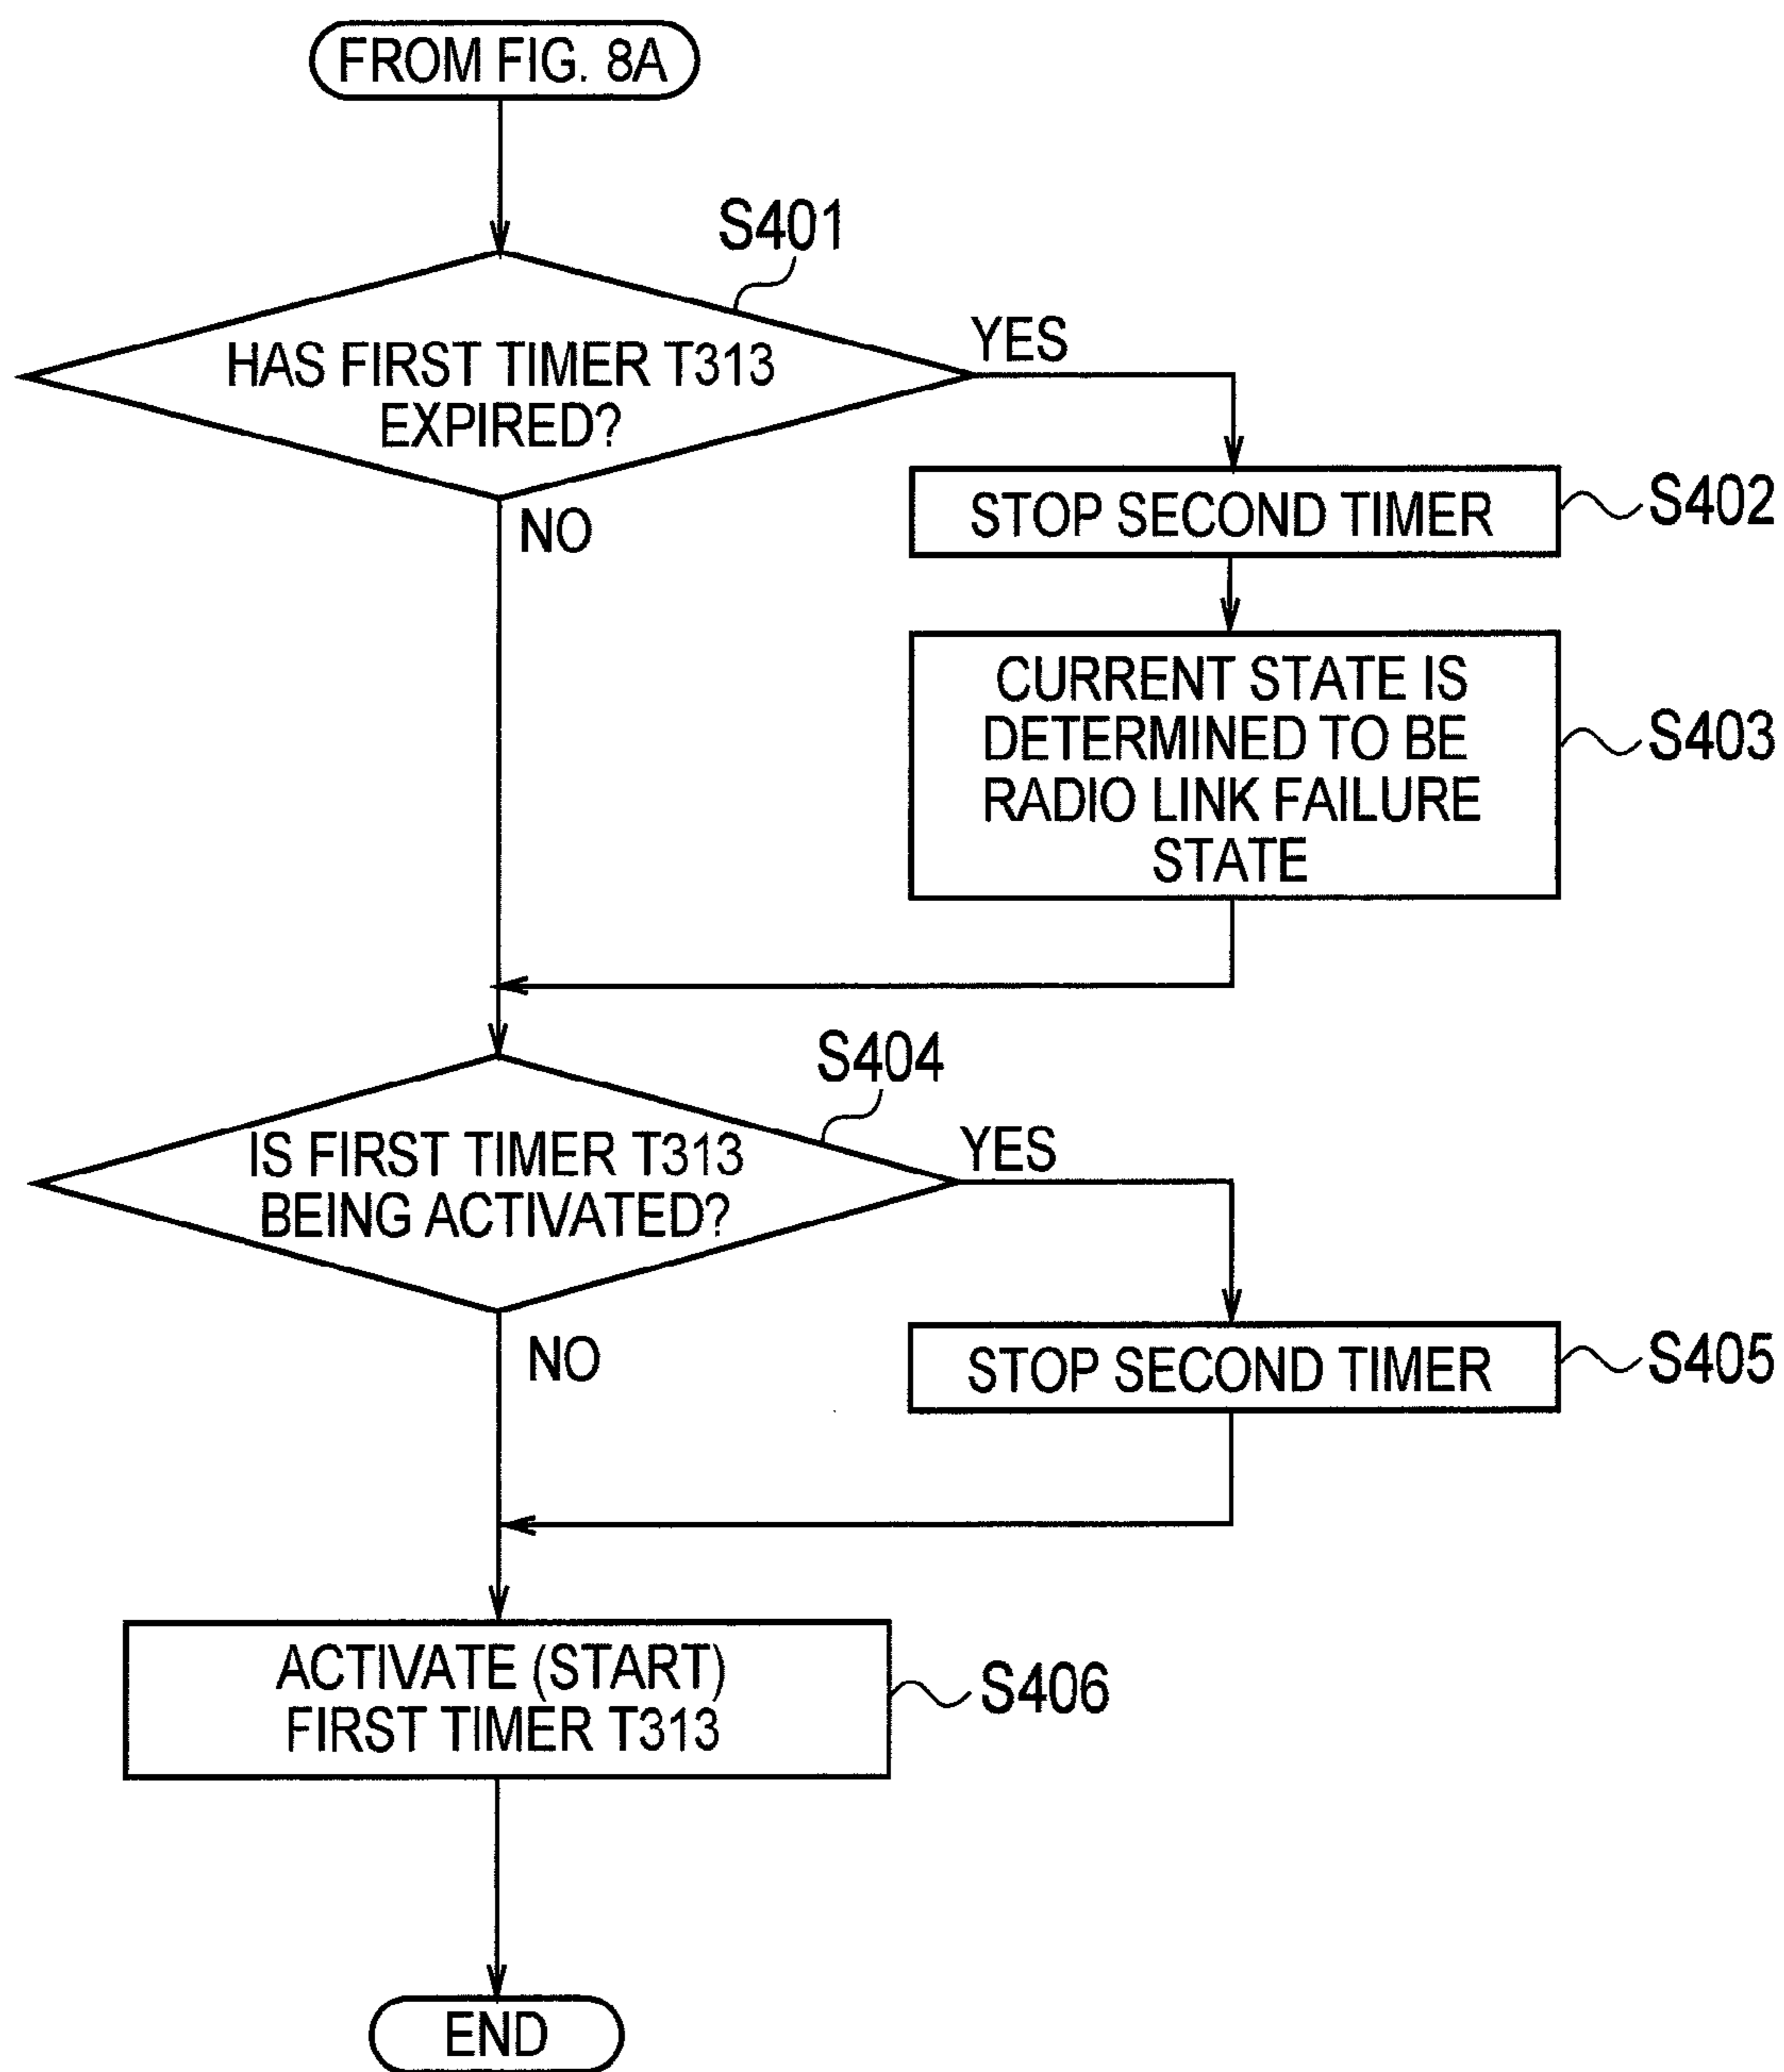 FROM FIG. 8A
S401
HAS FIRST TIMER T313
EXPIRED?
YES
NO
STOP SECOND TIMER
S402
CURRENT STATE IS
DETERMINED TO BE
RADIO LINK FAILURE
STATE
S403
S404
IS FIRST TIMER T313
BEING ACTIVATED?
YES
NO
STOP SECOND TIMER
S405
ACTIVATE (START)
FIRST TIMER T313
S406
END